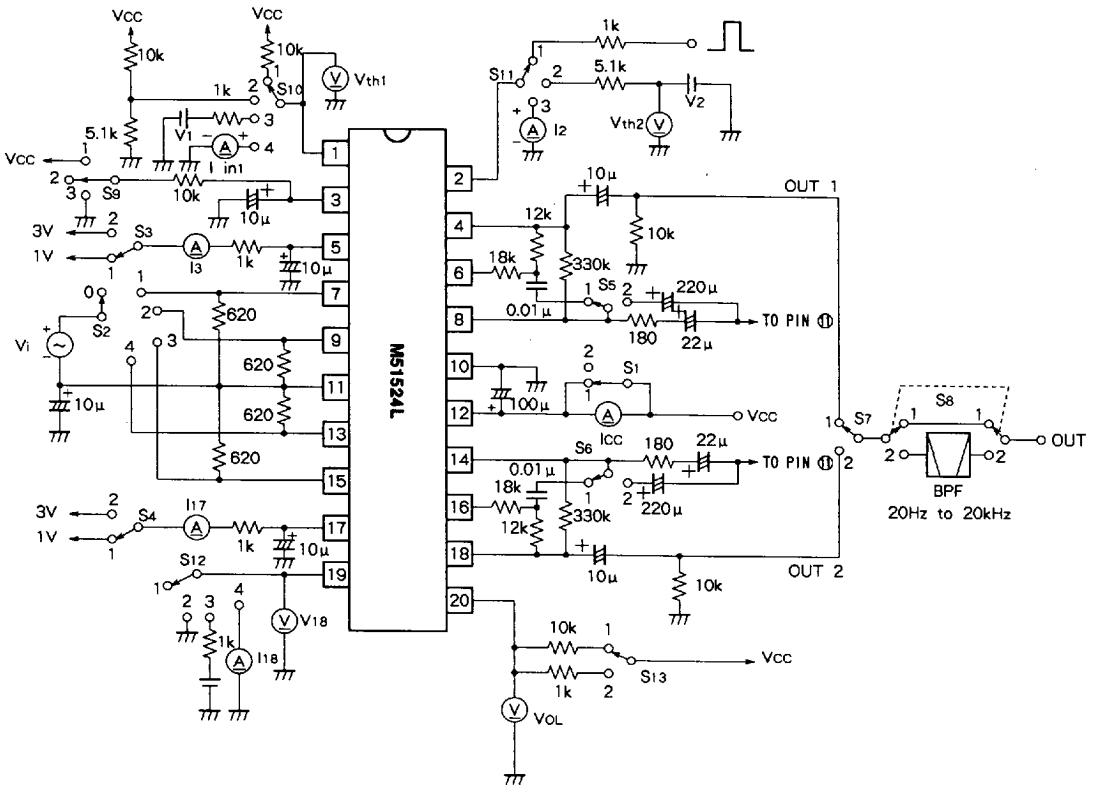 VCC
10k
5.1k
VCC
10k
1
2
S10
3
4
1k
V1
I in1
Vth1
VCC
1
2
3
S9
10k
10μ
3V
1V
2
1
S3
I3
1k
10μ
0
S2
1
2
3
4
Vi
10μ
620
620
620
620
3V
1V
2
1
S4
I17
1k
10μ
S12
1
2
3
4
1k
I18
V18
M51524L
1
3
5
7
9
11
13
15
17
19
2
4
6
8
10
12
14
16
18
20
S11
1
2
3
1k
5.1k
V2
Vth2
I2
10μ
OUT 1
10k
12k
18k
330k
0.01μ
1
S5
2
220μ
180
22μ
TO PIN ⑪
100μ
2
1
S1
ICC
VCC
S6
180
22μ
TO PIN ⑪
0.01μ
1
2
220μ
18k
12k
330k
10μ
OUT 2
10k
1
S7
2
S8
1
1
2
2
BPF
20Hz to 20kHz
OUT
10k
1k
1
2
S13
VCC
VOL